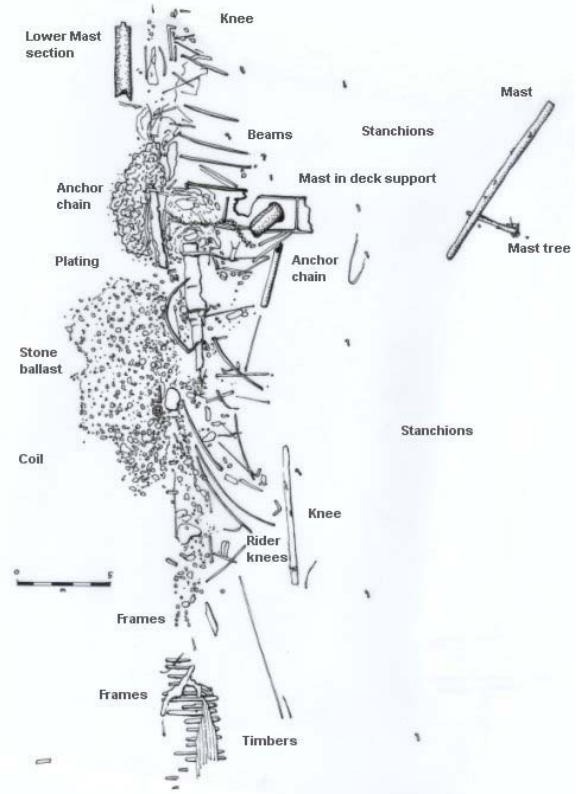 Knee
Lower Mast
section
Mast
Beams
Stanchions
Mast in deck support
Anchor
chain
Mast tree
Anchor
chain
Plating
Stone
ballast
Stanchions
Coil
Knee
Rider
knees
0
5
m
Frames
Frames
Timbers